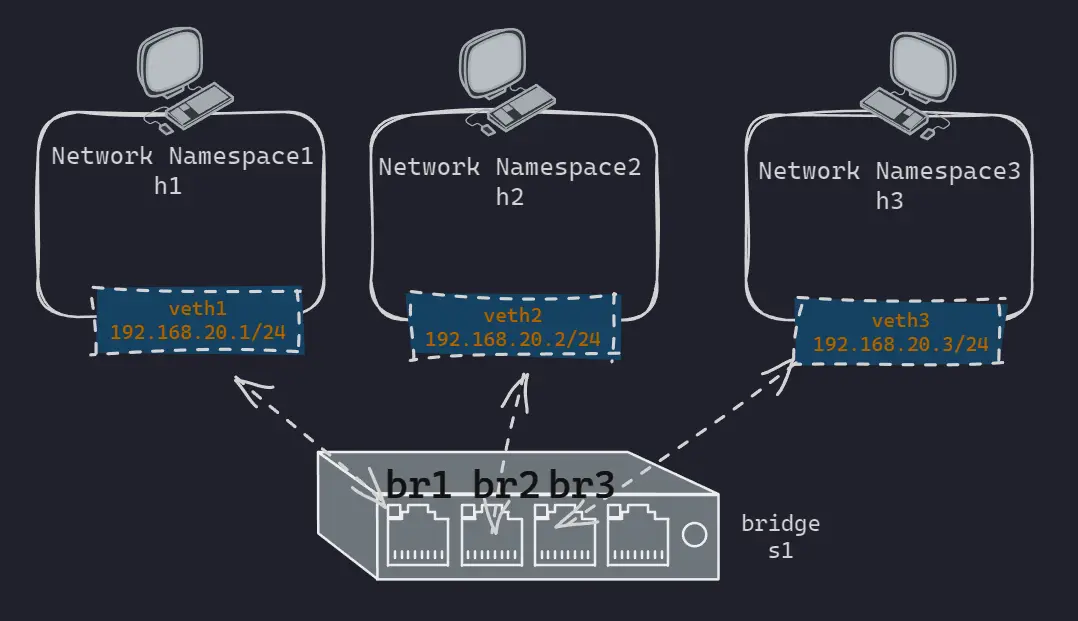 Network Namespace1
h1
Network Namespace2
h2
Network Namespace3
h3
veth1
192.168.20.1/24
veth2
192.168.20.2/24
veth3
192.168.20.3/24
br1 br2 br3
bridge
s1